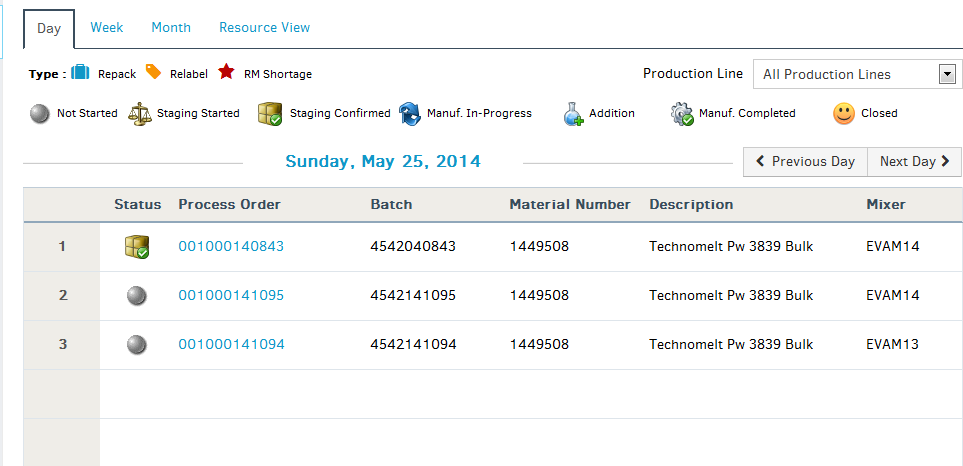 Day Week Month Resource View
Type : Repack Relabel RM Shortage Production Line All Production Lines
Not Started Staging Started Staging Confirmed Manuf. In-Progress Addition Manuf. Completed Closed
Sunday, May 25, 2014 Previous Day Next Day
Status Process Order Batch Material Number Description Mixer
1 001000140843 4542040843 1449508 Technomelt Pw 3839 Bulk EVAM14
2 001000141095 4542141095 1449508 Technomelt Pw 3839 Bulk EVAM14
3 001000141094 4542141094 1449508 Technomelt Pw 3839 Bulk EVAM13